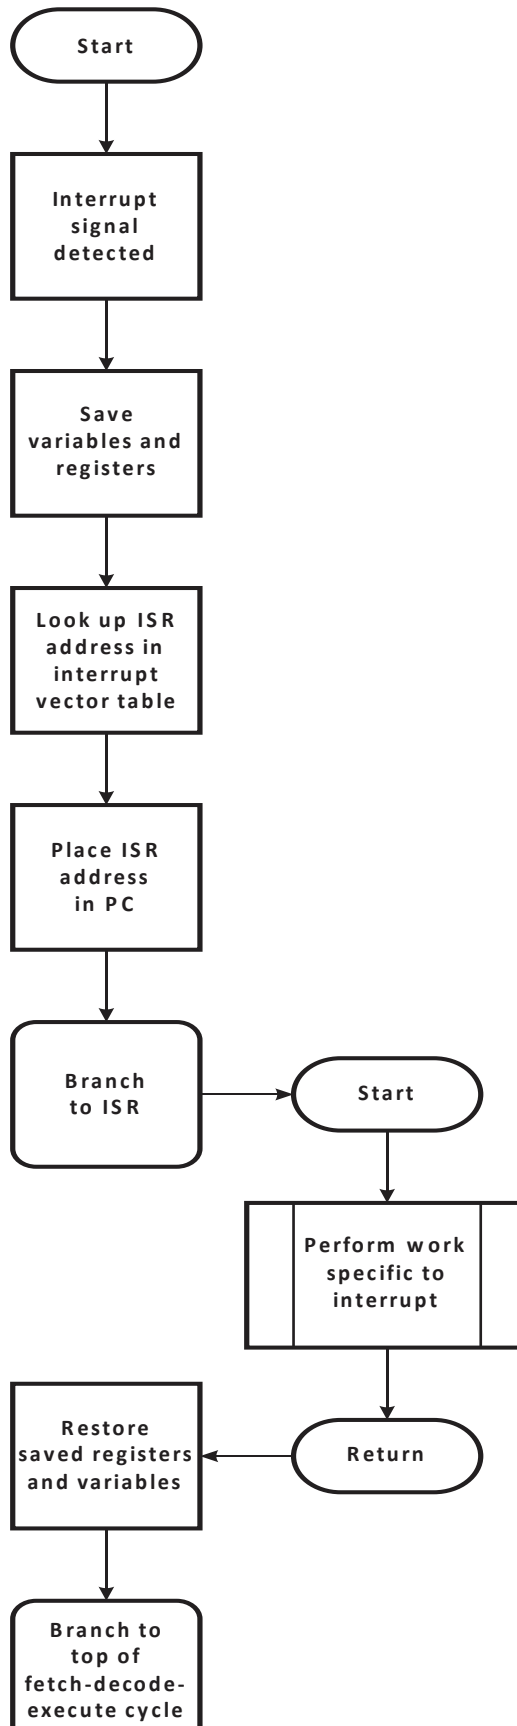 Start
Interrupt
signal
detected
Save
variables and
registers
Look up ISR
address in
interrupt
vector table
Place ISR
address
in PC
Branch
to ISR
Start
Perform work
specific to
interrupt
Return
Restore
saved registers
and variables
Branch to
top of
fetch-decode-
execute cycle